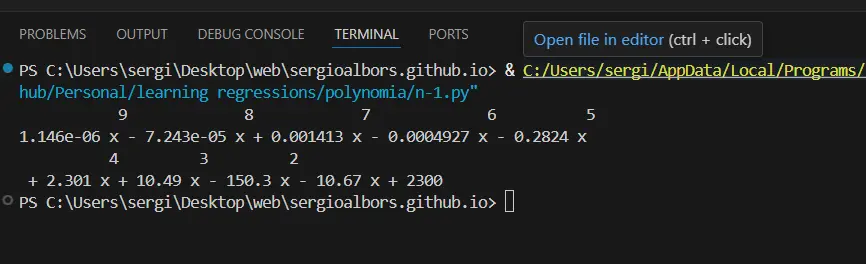 PROBLEMS OUTPUT DEBUG CONSOLE TERMINAL PORTS
Open file in editor (ctrl + click)
PS C:\Users\sergi\Desktop\web\sergioalbors.github.io> & C:/Users/sergi/AppData/Local/Programs/
hub/Personal/learning regressions/polynomia/n-1.py"
9 8 7 6 5
1.146e-06 x - 7.243e-05 x + 0.001413 x - 0.0004927 x - 0.2824 x
4 3 2
+ 2.301 x + 10.49 x - 150.3 x - 10.67 x + 2300
PS C:\Users\sergi\Desktop\web\sergioalbors.github.io>